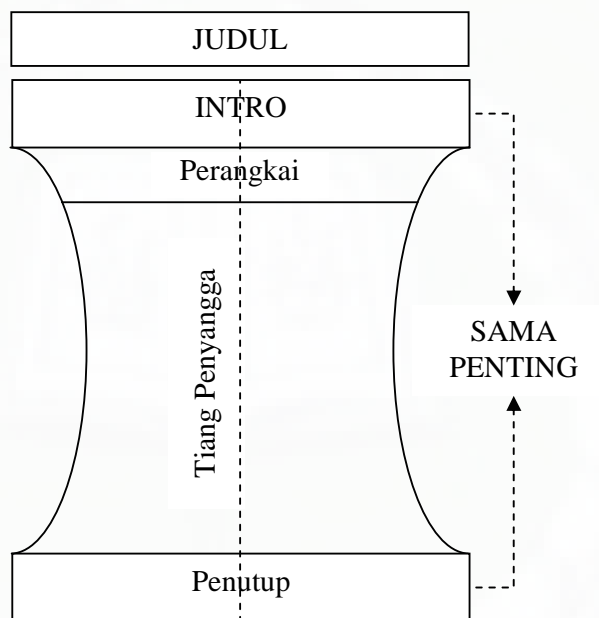 JUDUL
INTRO
Perangkai
Tiang Penyangga
SAMA
PENTING
Penutup